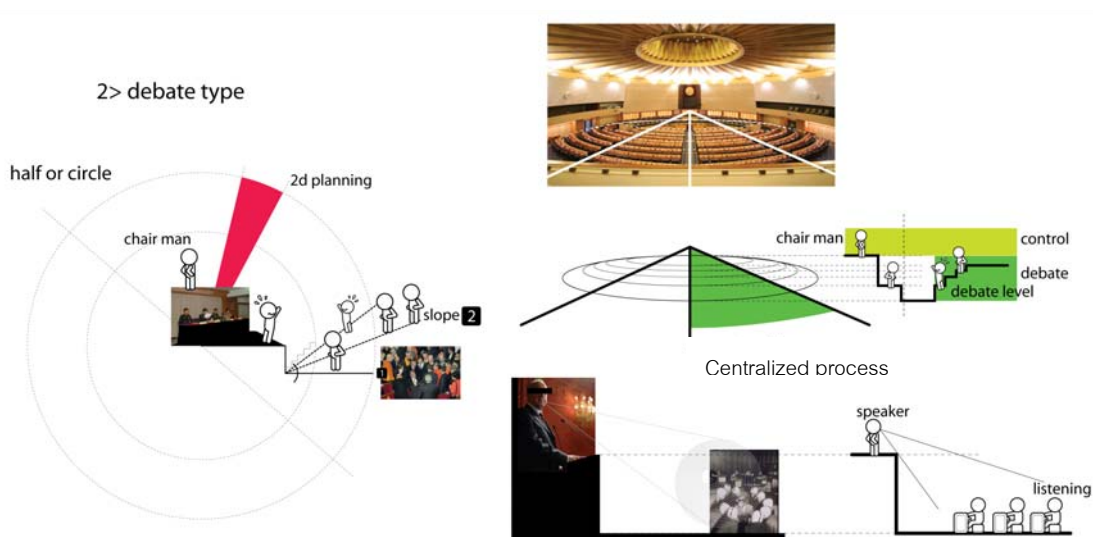 2> debate type
half or circle
2d planning
chair man
slope 2
1
chair man
control
debate
debate level
Centralized process
speaker
listening